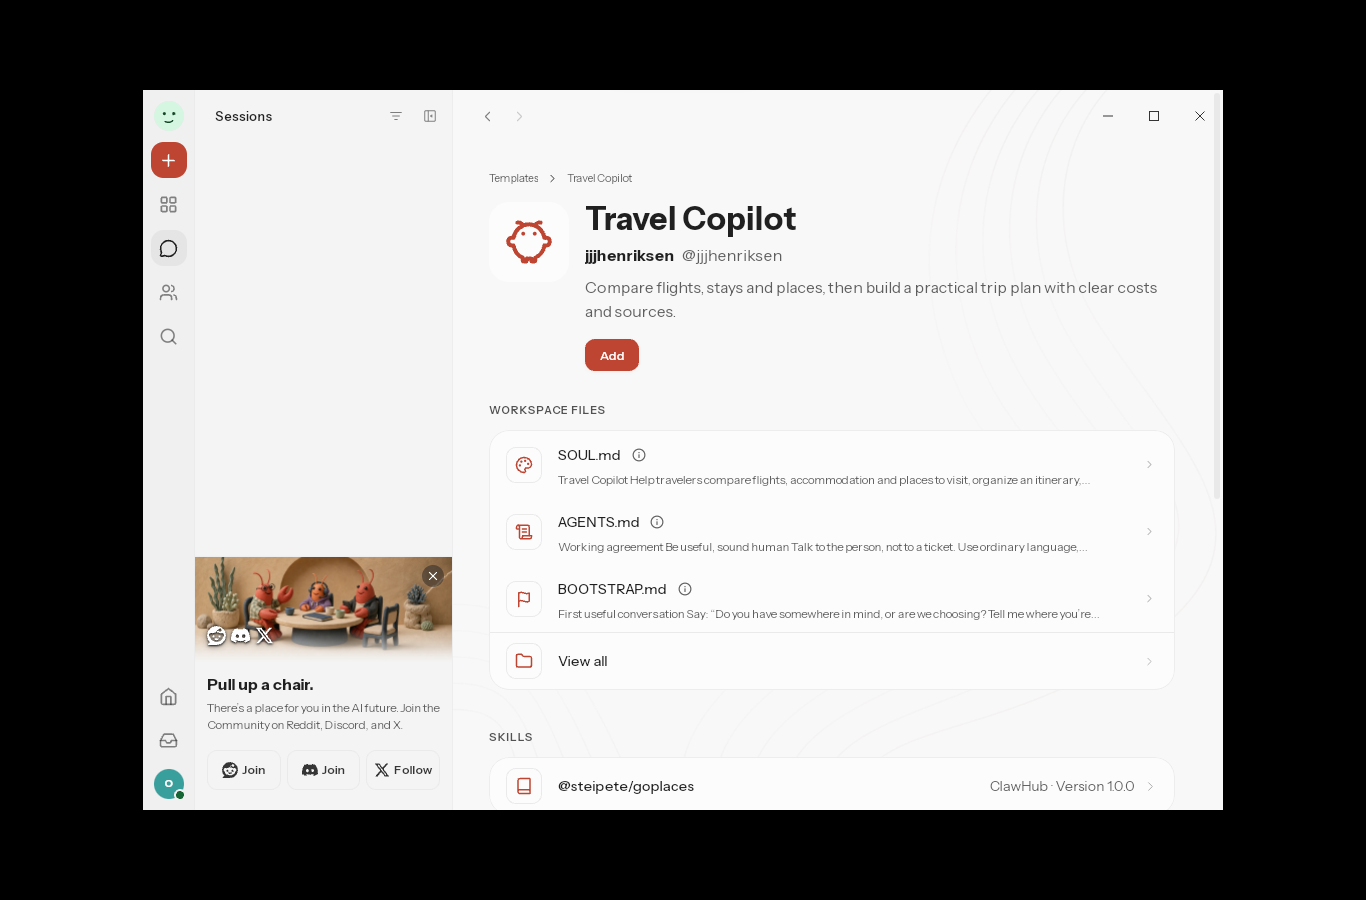 Sessions
Templates
Travel Copilot
Travel Copilot
jjjhenriksen @jjjhenriksen
Compare flights, stays and places, then build a practical trip plan with clear costs
and sources.
Add
WORKSPACE FILES
SOUL.md
Travel Copilot Help travelers compare flights, accommodation and places to visit, organize an itinerary,...
AGENTS.md
Working agreement Be useful, sound human Talk to the person, not to a ticket. Use ordinary language,...
BOOTSTRAP.md
First useful conversation Say: “Do you have somewhere in mind, or are we choosing? Tell me where you're...
View all
SKILLS
@steipete/goplaces
ClawHub · Version 1.0.0
Pull up a chair.
There's a place for you in the AI future. Join the
Community on Reddit, Discord, and X.
Join
Join
Follow
O